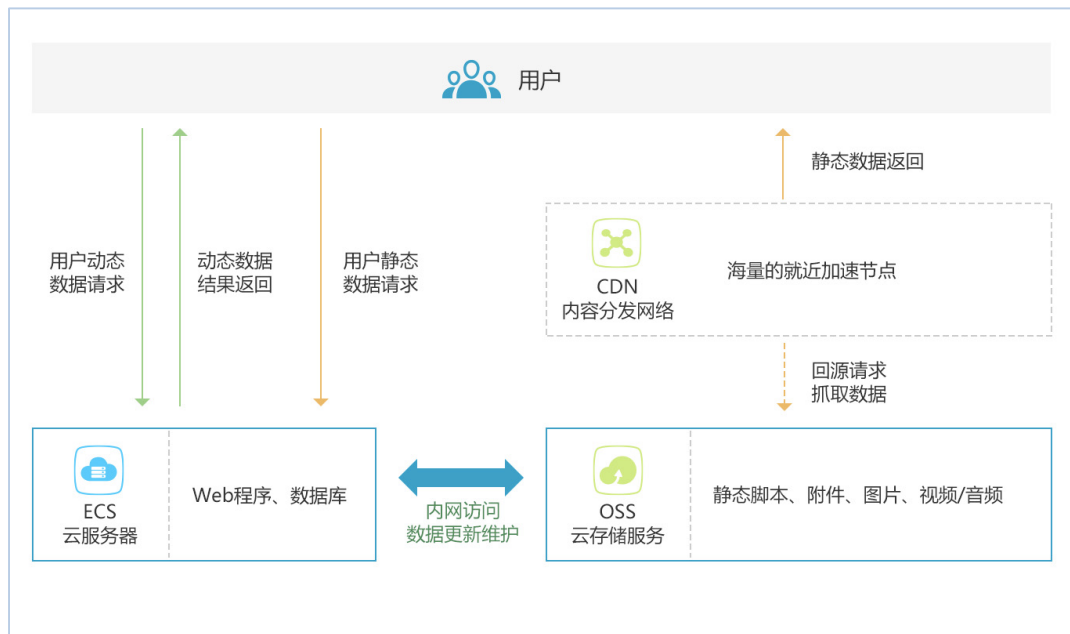 用户
静态数据返回
用户动态
数据请求
动态数据
结果返回
用户静态
数据请求
CDN
内容分发网络
海量的就近加速节点
回源请求
抓取数据
ECS
云服务器
Web程序、数据库
内网访问
数据更新维护
OSS
云存储服务
静态脚本、附件、图片、视频/音频